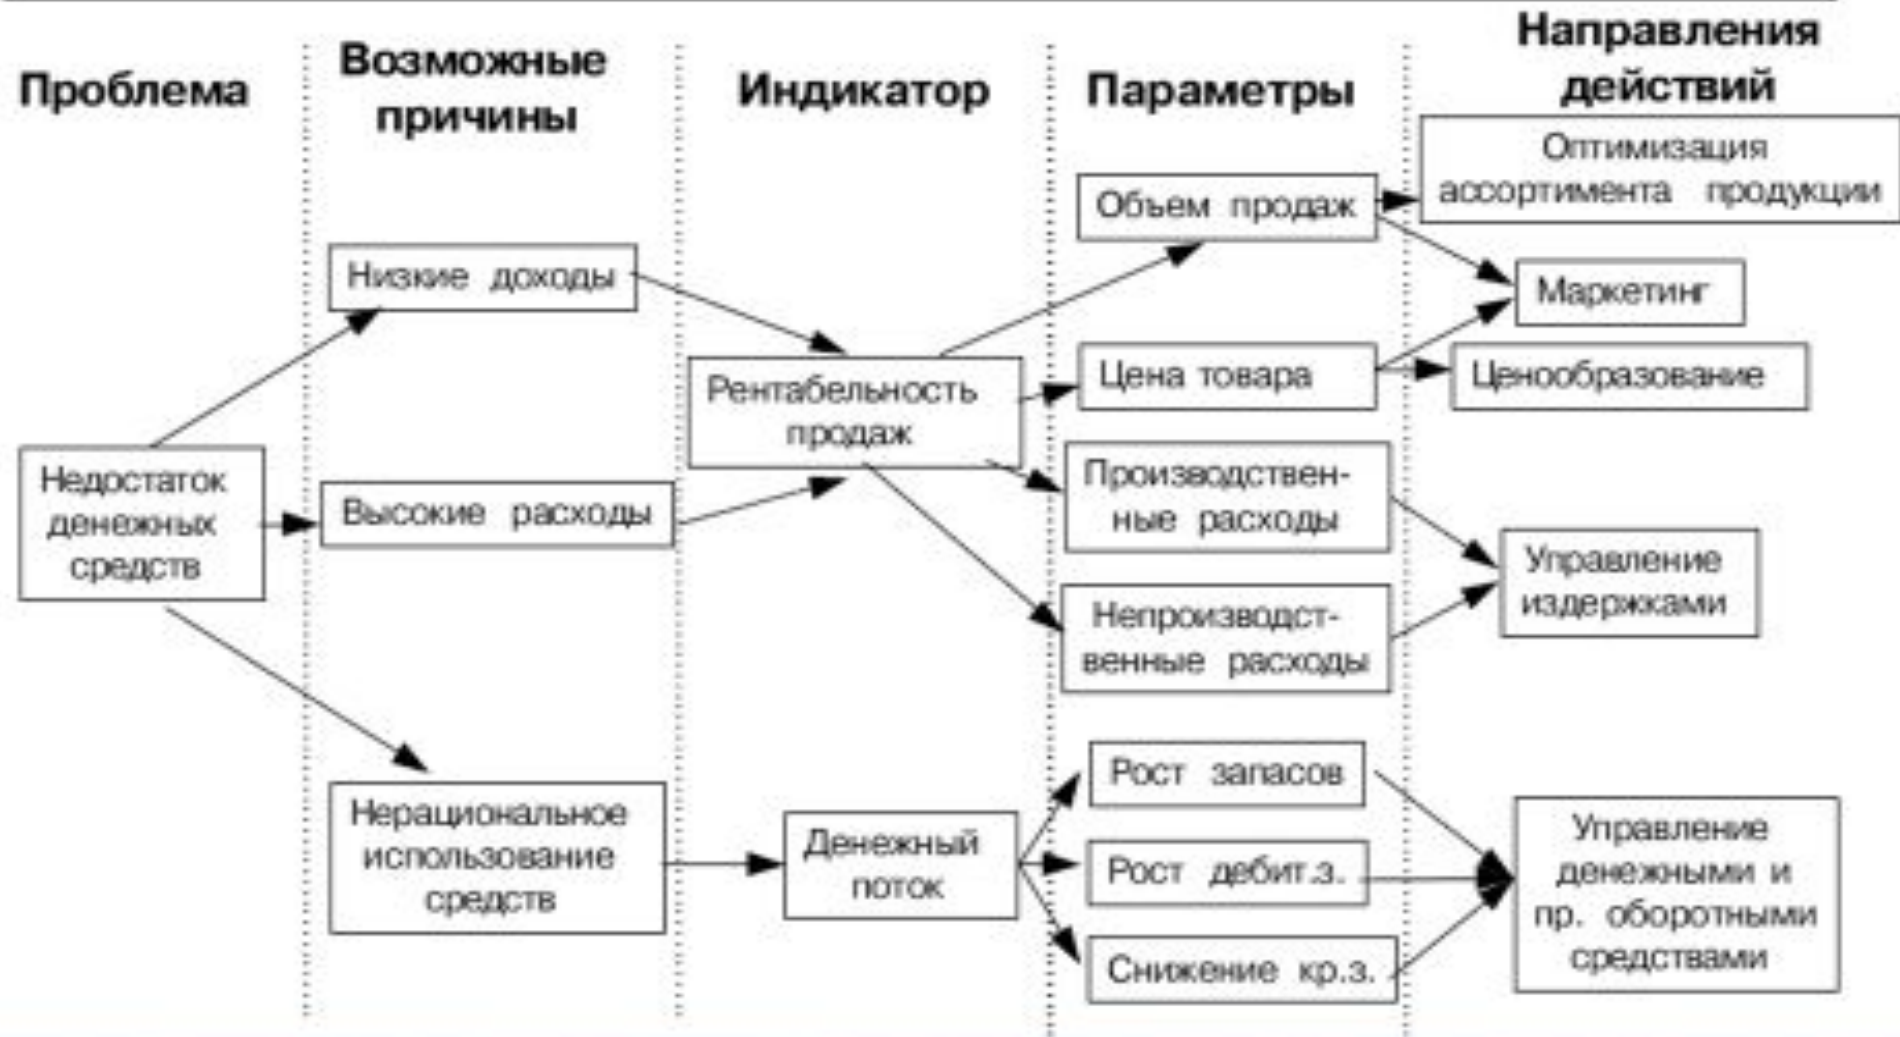 Проблема
Возможные
причины
Индикатор
Параметры
Направления
действий
Недостаток
денежных
средств
Низкие доходы
Высокие расходы
Нерациональное
использование
средств
Рентабельность
продаж
Денежный
поток
Объем продаж
Цена товара
Производствен-
ные расходы
Непроизводст-
венные расходы
Рост запасов
Рост дебит.з.
Снижение кр.з.
Оптимизация
ассортимента продукции
Маркетинг
Ценообразование
Управление
издержками
Управление
денежными и
пр. оборотными
средствами